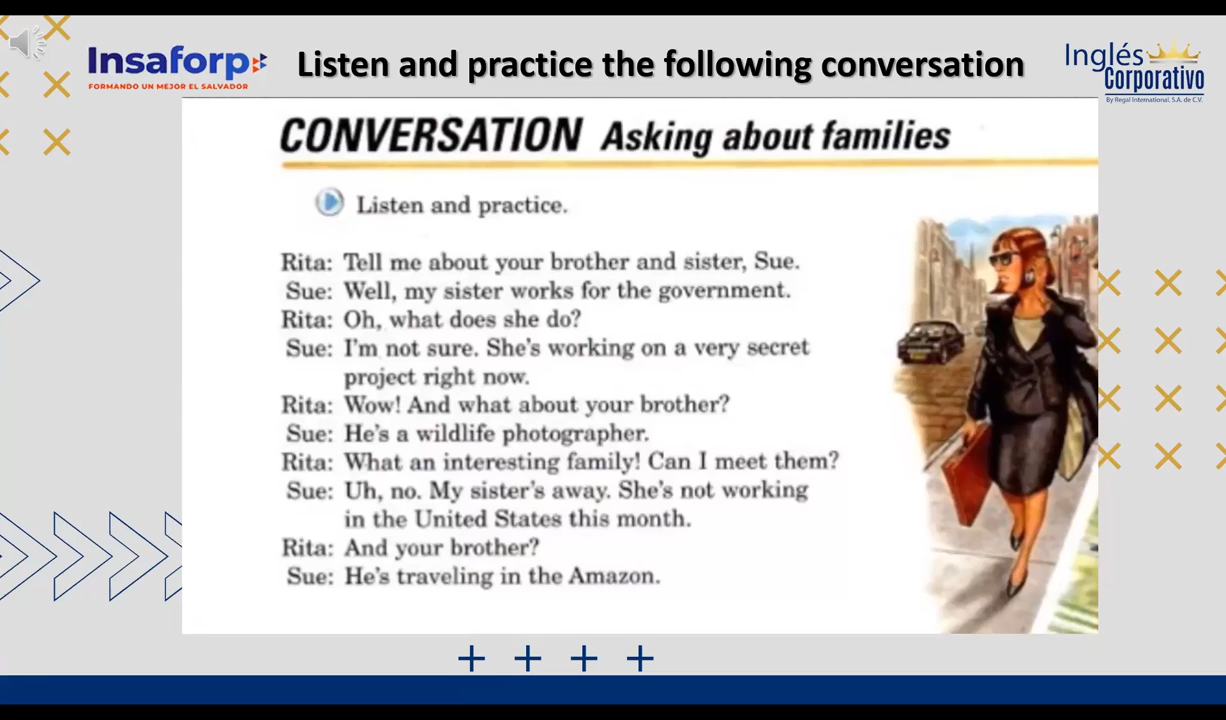 Insaforp
FORMANDO UN MEJOR EL SALVADOR
Listen and practice the following conversation
Inglés
Corporativo
By Regal International, S.A. de C.V.
CONVERSATION Asking about families
Listen and practice.
Rita: Tell me about your brother and sister, Sue.
Sue: Well, my sister works for the government.
Rita: Oh, what does she do?
Sue: I'm not sure. She's working on a very secret
project right now.
Rita: Wow! And what about your brother?
Sue: He's a wildlife photographer.
Rita: What an interesting family! Can I meet them?
Sue: Uh, no. My sister's away. She's not working
in the United States this month.
Rita: And your brother?
Sue: He's traveling in the Amazon.